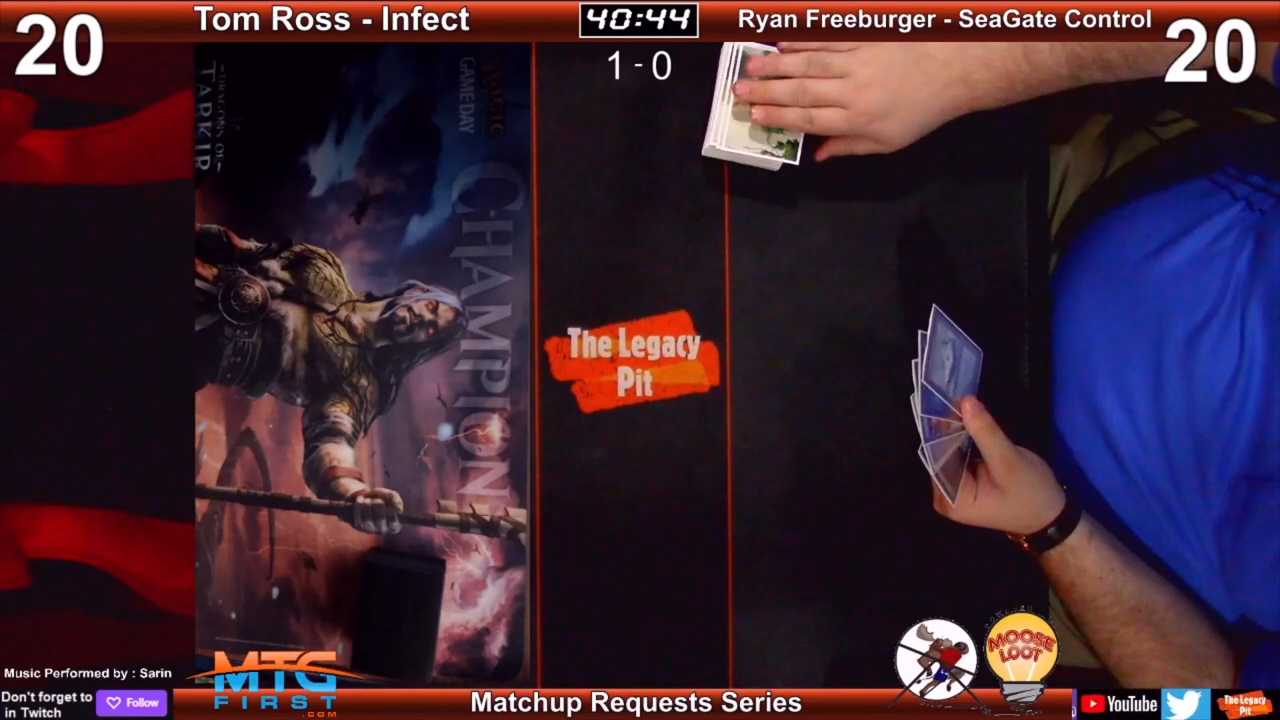 20
Tom Ross - Infect
40:44
Ryan Freeburger - SeaGate Control
20
1 - 0
-DRAGONS OF-
TARKIR
MAGIC
GAMEDAY
CHAMPION
The Legacy
Pit
MOOSE
LOOT
Music Performed by : Sarin
Don't forget to
in Twitch
Follow
MTG
FIRST
.COM
Matchup Requests Series
YouTube
The Legacy
Pit